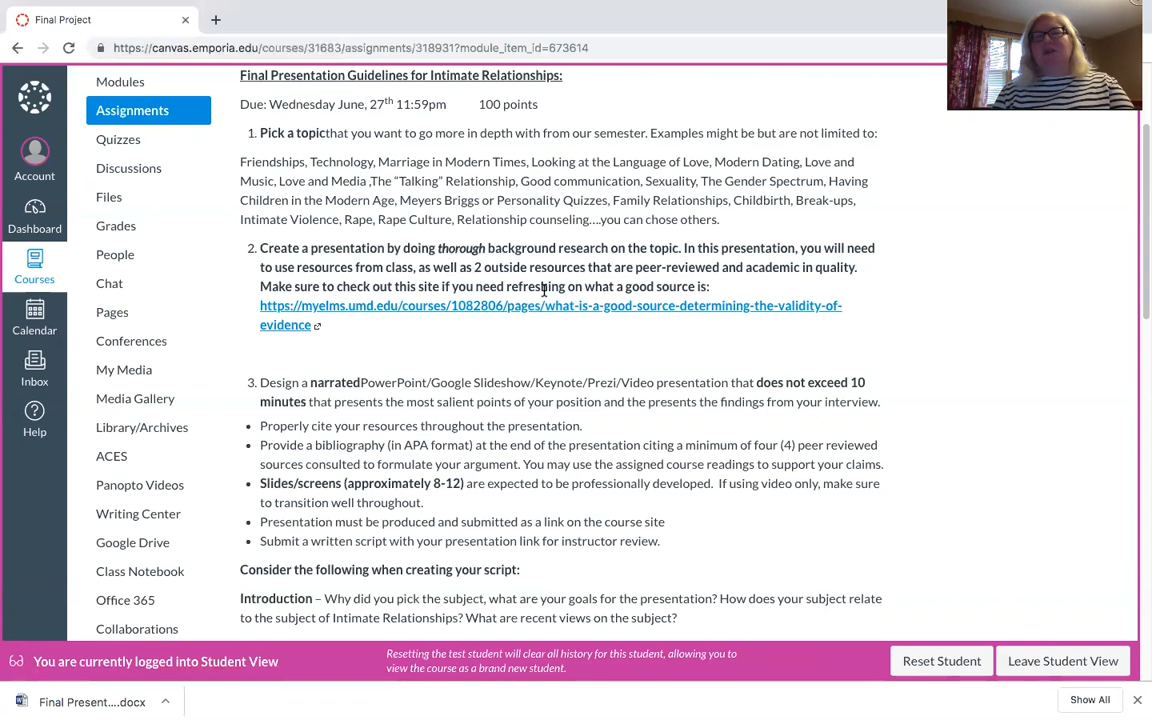 Final Project
https://canvas.emporia.edu/courses/31683/assignments/318931?module_item_id=673614
Account
Dashboard
Courses
Calendar
Inbox
Help
Modules
Assignments
Quizzes
Discussions
Files
Grades
People
Chat
Pages
Conferences
My Media
Media Gallery
Library/Archives
ACES
Panopto Videos
Writing Center
Google Drive
Class Notebook
Office 365
Collaborations
Final Presentation Guidelines for Intimate Relationships:
Due: Wednesday June, 27th 11:59pm 100 points
1. Pick a topicthat you want to go more in depth with from our semester. Examples might be but are not limited to:
Friendships, Technology, Marriage in Modern Times, Looking at the Language of Love, Modern Dating, Love and
Music, Love and Media ,The “Talking” Relationship, Good communication, Sexuality, The Gender Spectrum, Having
Children in the Modern Age, Meyers Briggs or Personality Quizzes, Family Relationships, Childbirth, Break-ups,
Intimate Violence, Rape, Rape Culture, Relationship counseling….you can chose others.
2. Create a presentation by doing thorough background research on the topic. In this presentation, you will need
to use resources from class, as well as 2 outside resources that are peer-reviewed and academic in quality.
Make sure to check out this site if you need refreshing on what a good source is:
https://myelms.umd.edu/courses/1082806/pages/what-is-a-good-source-determining-the-validity-of-
evidence
3. Design a narratedPowerPoint/Google Slideshow/Keynote/Prezi/Video presentation that does not exceed 10
minutes that presents the most salient points of your position and the presents the findings from your interview.
• Properly cite your resources throughout the presentation.
• Provide a bibliography (in APA format) at the end of the presentation citing a minimum of four (4) peer reviewed
sources consulted to formulate your argument. You may use the assigned course readings to support your claims.
• Slides/screens (approximately 8-12) are expected to be professionally developed. If using video only, make sure
to transition well throughout.
• Presentation must be produced and submitted as a link on the course site
• Submit a written script with your presentation link for instructor review.
Consider the following when creating your script:
Introduction – Why did you pick the subject, what are your goals for the presentation? How does your subject relate
to the subject of Intimate Relationships? What are recent views on the subject?
You are currently logged into Student View
Resetting the test student will clear all history for this student, allowing you to
view the course as a brand new student.
Reset Student
Leave Student View
Final Present....docx
Show All